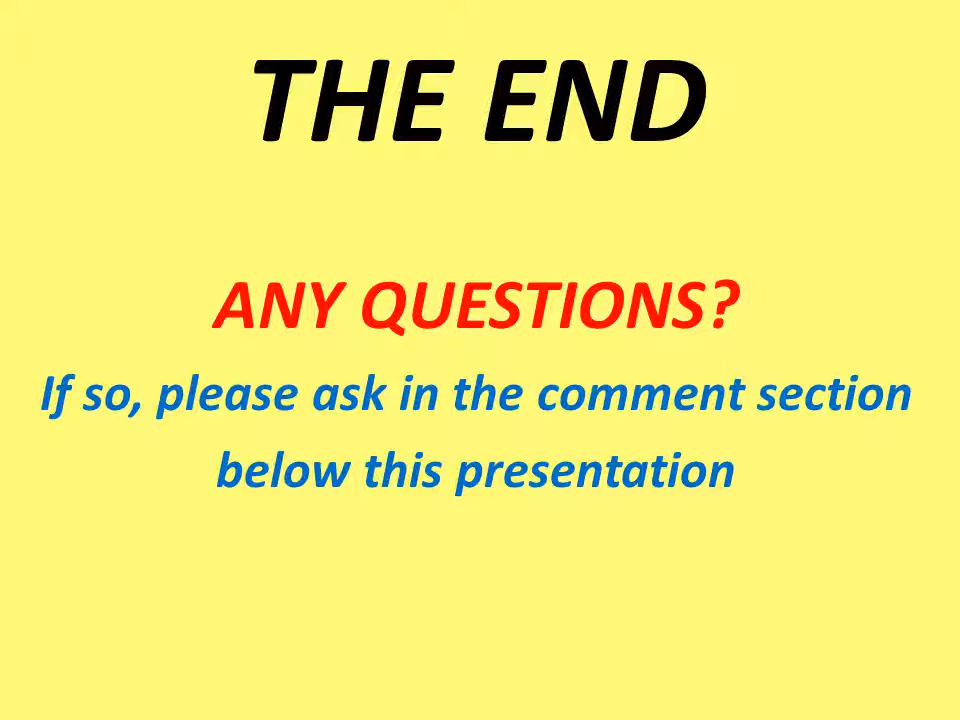 THE END
ANY QUESTIONS?
If so, please ask in the comment section
below this presentation